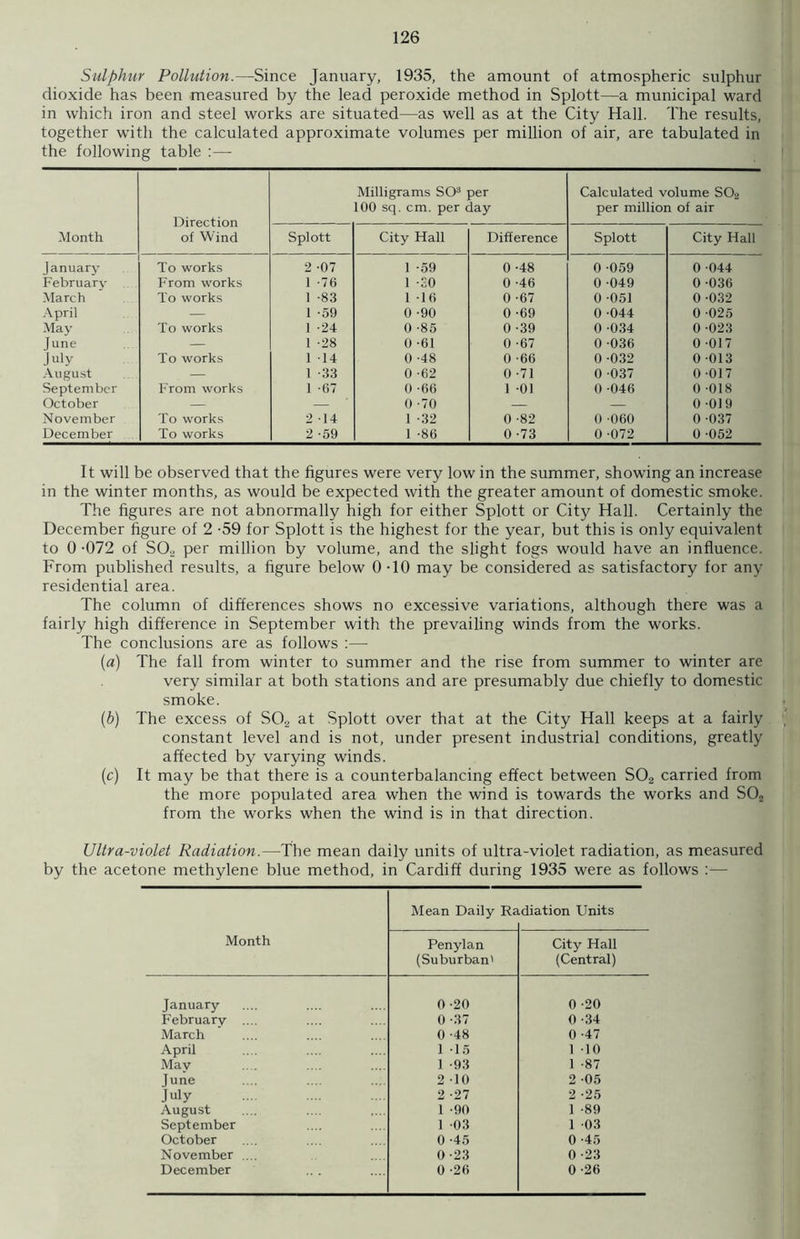 126
Sulphur Pollution.—Since January, 1935, the amount of atmospheric sulphur
dioxide has been measured by the lead peroxide method in Splott—a municipal ward
in which iron and steel works are situated—as well as at the City Hall. The results,
together with the calculated approximate volumes per million of air, are tabulated in
the following table :—
Month | Direction of Wind | Milligrams SO³ per 100 sq. cm. per day | Calculated volume SO₂ per million of air
Splott | City Hall | Difference | Splott | City Hall
January .. | To works | 2·07 | 1·59 | 0·48 | 0·059 | 0·044
February .. | From works | 1·76 | 1·30 | 0·46 | 0·049 | 0·036
March .. | To works | 1·83 | 1·16 | 0·67 | 0·051 | 0·032
April .. | — | 1·59 | 0·90 | 0·69 | 0·044 | 0·025
May .. | To works | 1·24 | 0·85 | 0·39 | 0·034 | 0·023
June .. | — | 1·28 | 0·61 | 0·67 | 0·036 | 0·017
July .. | To works | 1·14 | 0·48 | 0·66 | 0·032 | 0·013
August .. | — | 1·33 | 0·62 | 0·71 | 0·037 | 0·017
September | From works | 1·67 | 0·66 | 1·01 | 0·046 | 0·018
October | — | — | 0·70 | — | — | 0·019
November | To works | 2·14 | 1·32 | 0·82 | 0·060 | 0·037
December | To works | 2·59 | 1·86 | 0·73 | 0·072 | 0·052
It will be observed that the figures were very low in the summer, showing an increase
in the winter months, as would be expected with the greater amount of domestic smoke.
The figures are not abnormally high for either Splott or City Hall. Certainly the
December figure of 2·59 for Splott is the highest for the year, but this is only equivalent
to 0·072 of SO₂ per million by volume, and the slight fogs would have an influence.
From published results, a figure below 0·10 may be considered as satisfactory for any
residential area.
The column of differences shows no excessive variations, although there was a
fairly high difference in September with the prevailing winds from the works.
The conclusions are as follows :—
(a) The fall from winter to summer and the rise from summer to winter are
very similar at both stations and are presumably due chiefly to domestic
smoke.
(b) The excess of SO₂ at Splott over that at the City Hall keeps at a fairly
constant level and is not, under present industrial conditions, greatly
affected by varying winds.
(c) It may be that there is a counterbalancing effect between SO₂ carried from
the more populated area when the wind is towards the works and SO₂
from the works when the wind is in that direction.
Ultra-violet Radiation.—The mean daily units of ultra-violet radiation, as measured
by the acetone methylene blue method, in Cardiff during 1935 were as follows :—
Month | Mean Daily Radiation Units
Penylan (Suburban) | City Hall (Central)
January .... .... .... | 0·20 | 0·20
February .... .... .... | 0·37 | 0·34
March .... .... .... | 0·48 | 0·47
April .... .... .... | 1·15 | 1·10
May .... .... .... | 1·93 | 1·87
June .... .... .... | 2·10 | 2·05
July .... .... .... | 2·27 | 2·25
August .... .... .... | 1·90 | 1·89
September .... .... | 1·03 | 1·03
October .... .... .... | 0·45 | 0·45
November .... .... | 0·23 | 0·23
December .... .... | 0·26 | 0·26